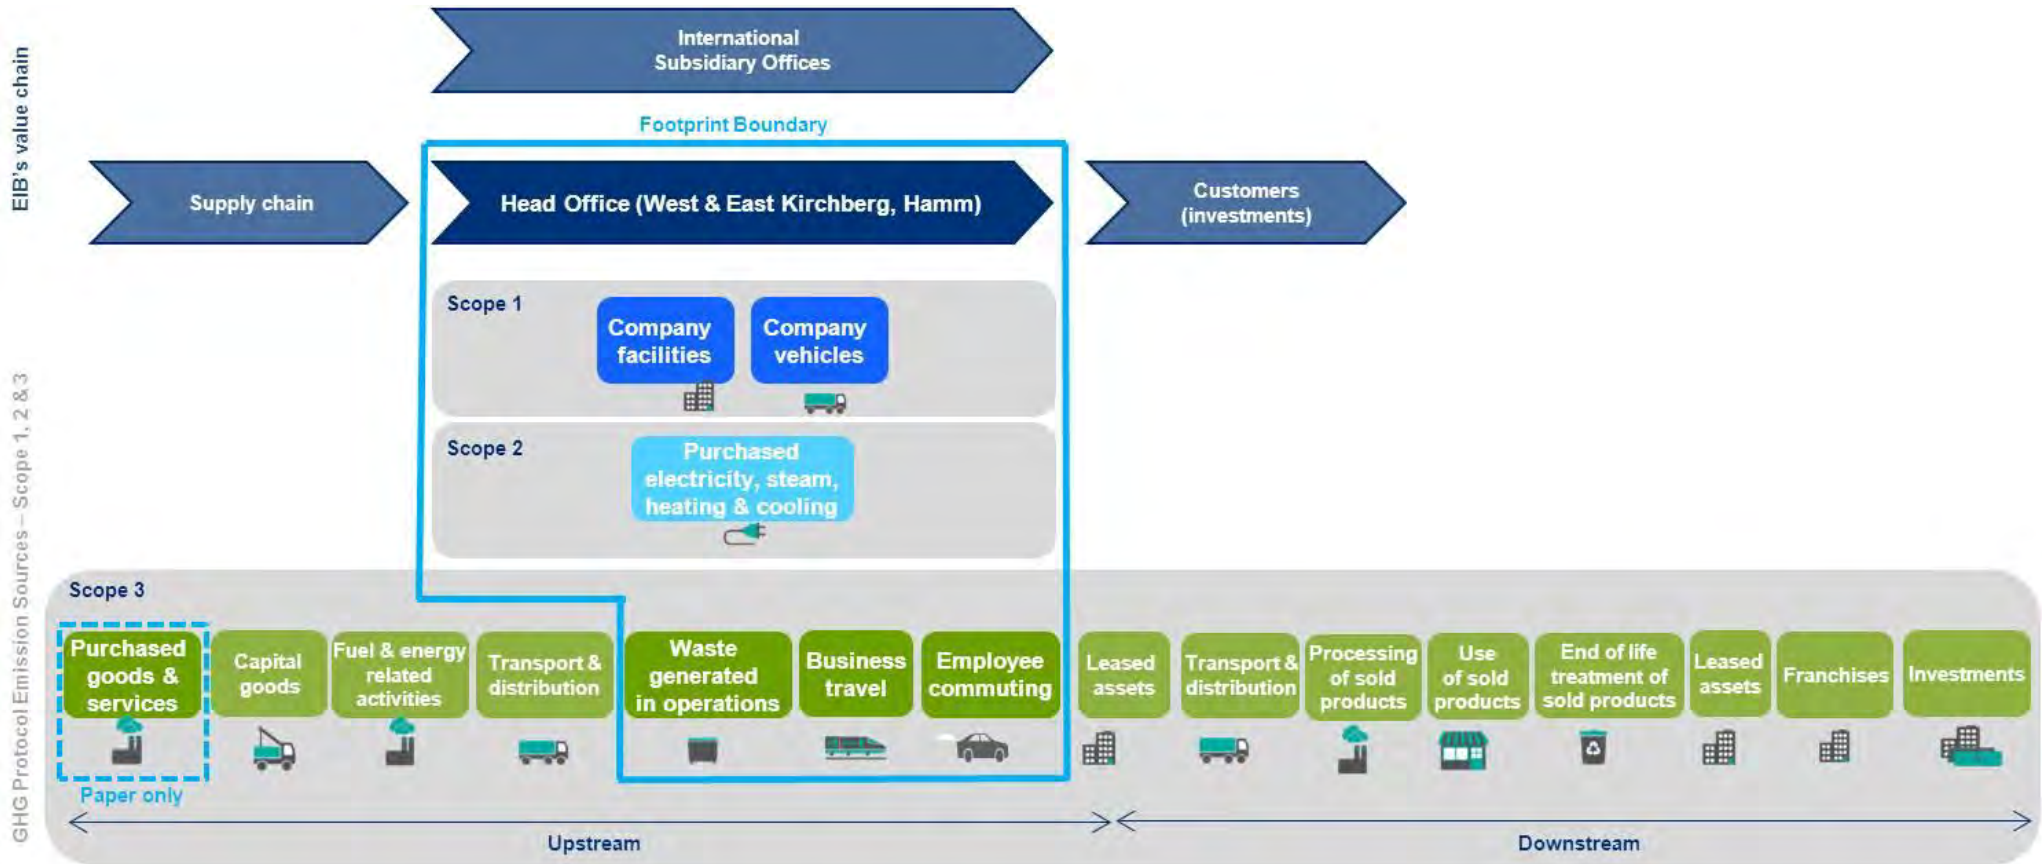 International
Subsidiary Offices
EIB's value chain
Footprint Boundary
Supply chain
Head Office (West & East Kirchberg, Hamm)
Customers
(investments)
GHG Protocol Emission Sources – Scope 1, 2 & 3
Scope 1
Company
facilities
Company
vehicles
Scope 2
Purchased
electricity, steam,
heating & cooling
Scope 3
Purchased
goods &
services
Capital
goods
Fuel & energy
related
activities
Transport &
distribution
Waste
generated
in operations
Business
travel
Employee
commuting
Leased
assets
Transport &
distribution
Processing
of sold
products
Use
of sold
products
End of life
treatment of
sold products
Leased
assets
Franchises
Investments
Paper only
Upstream
Downstream